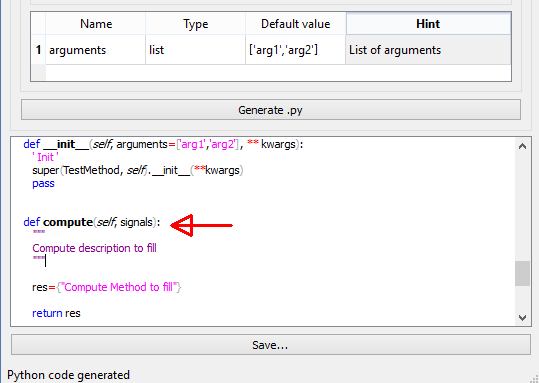 Name Type Default value Hint
1 arguments list ['arg1','arg2'] List of arguments
Generate .py
def __init__(self, arguments=['arg1','arg2'], ** kwargs):
' Init '
super(TestMethod, self).__init__(**kwargs)
pass
def compute(self, signals):
"""
Compute description to fill
"""
res={"Compute Method to fill"}
return res
Save...
Python code generated